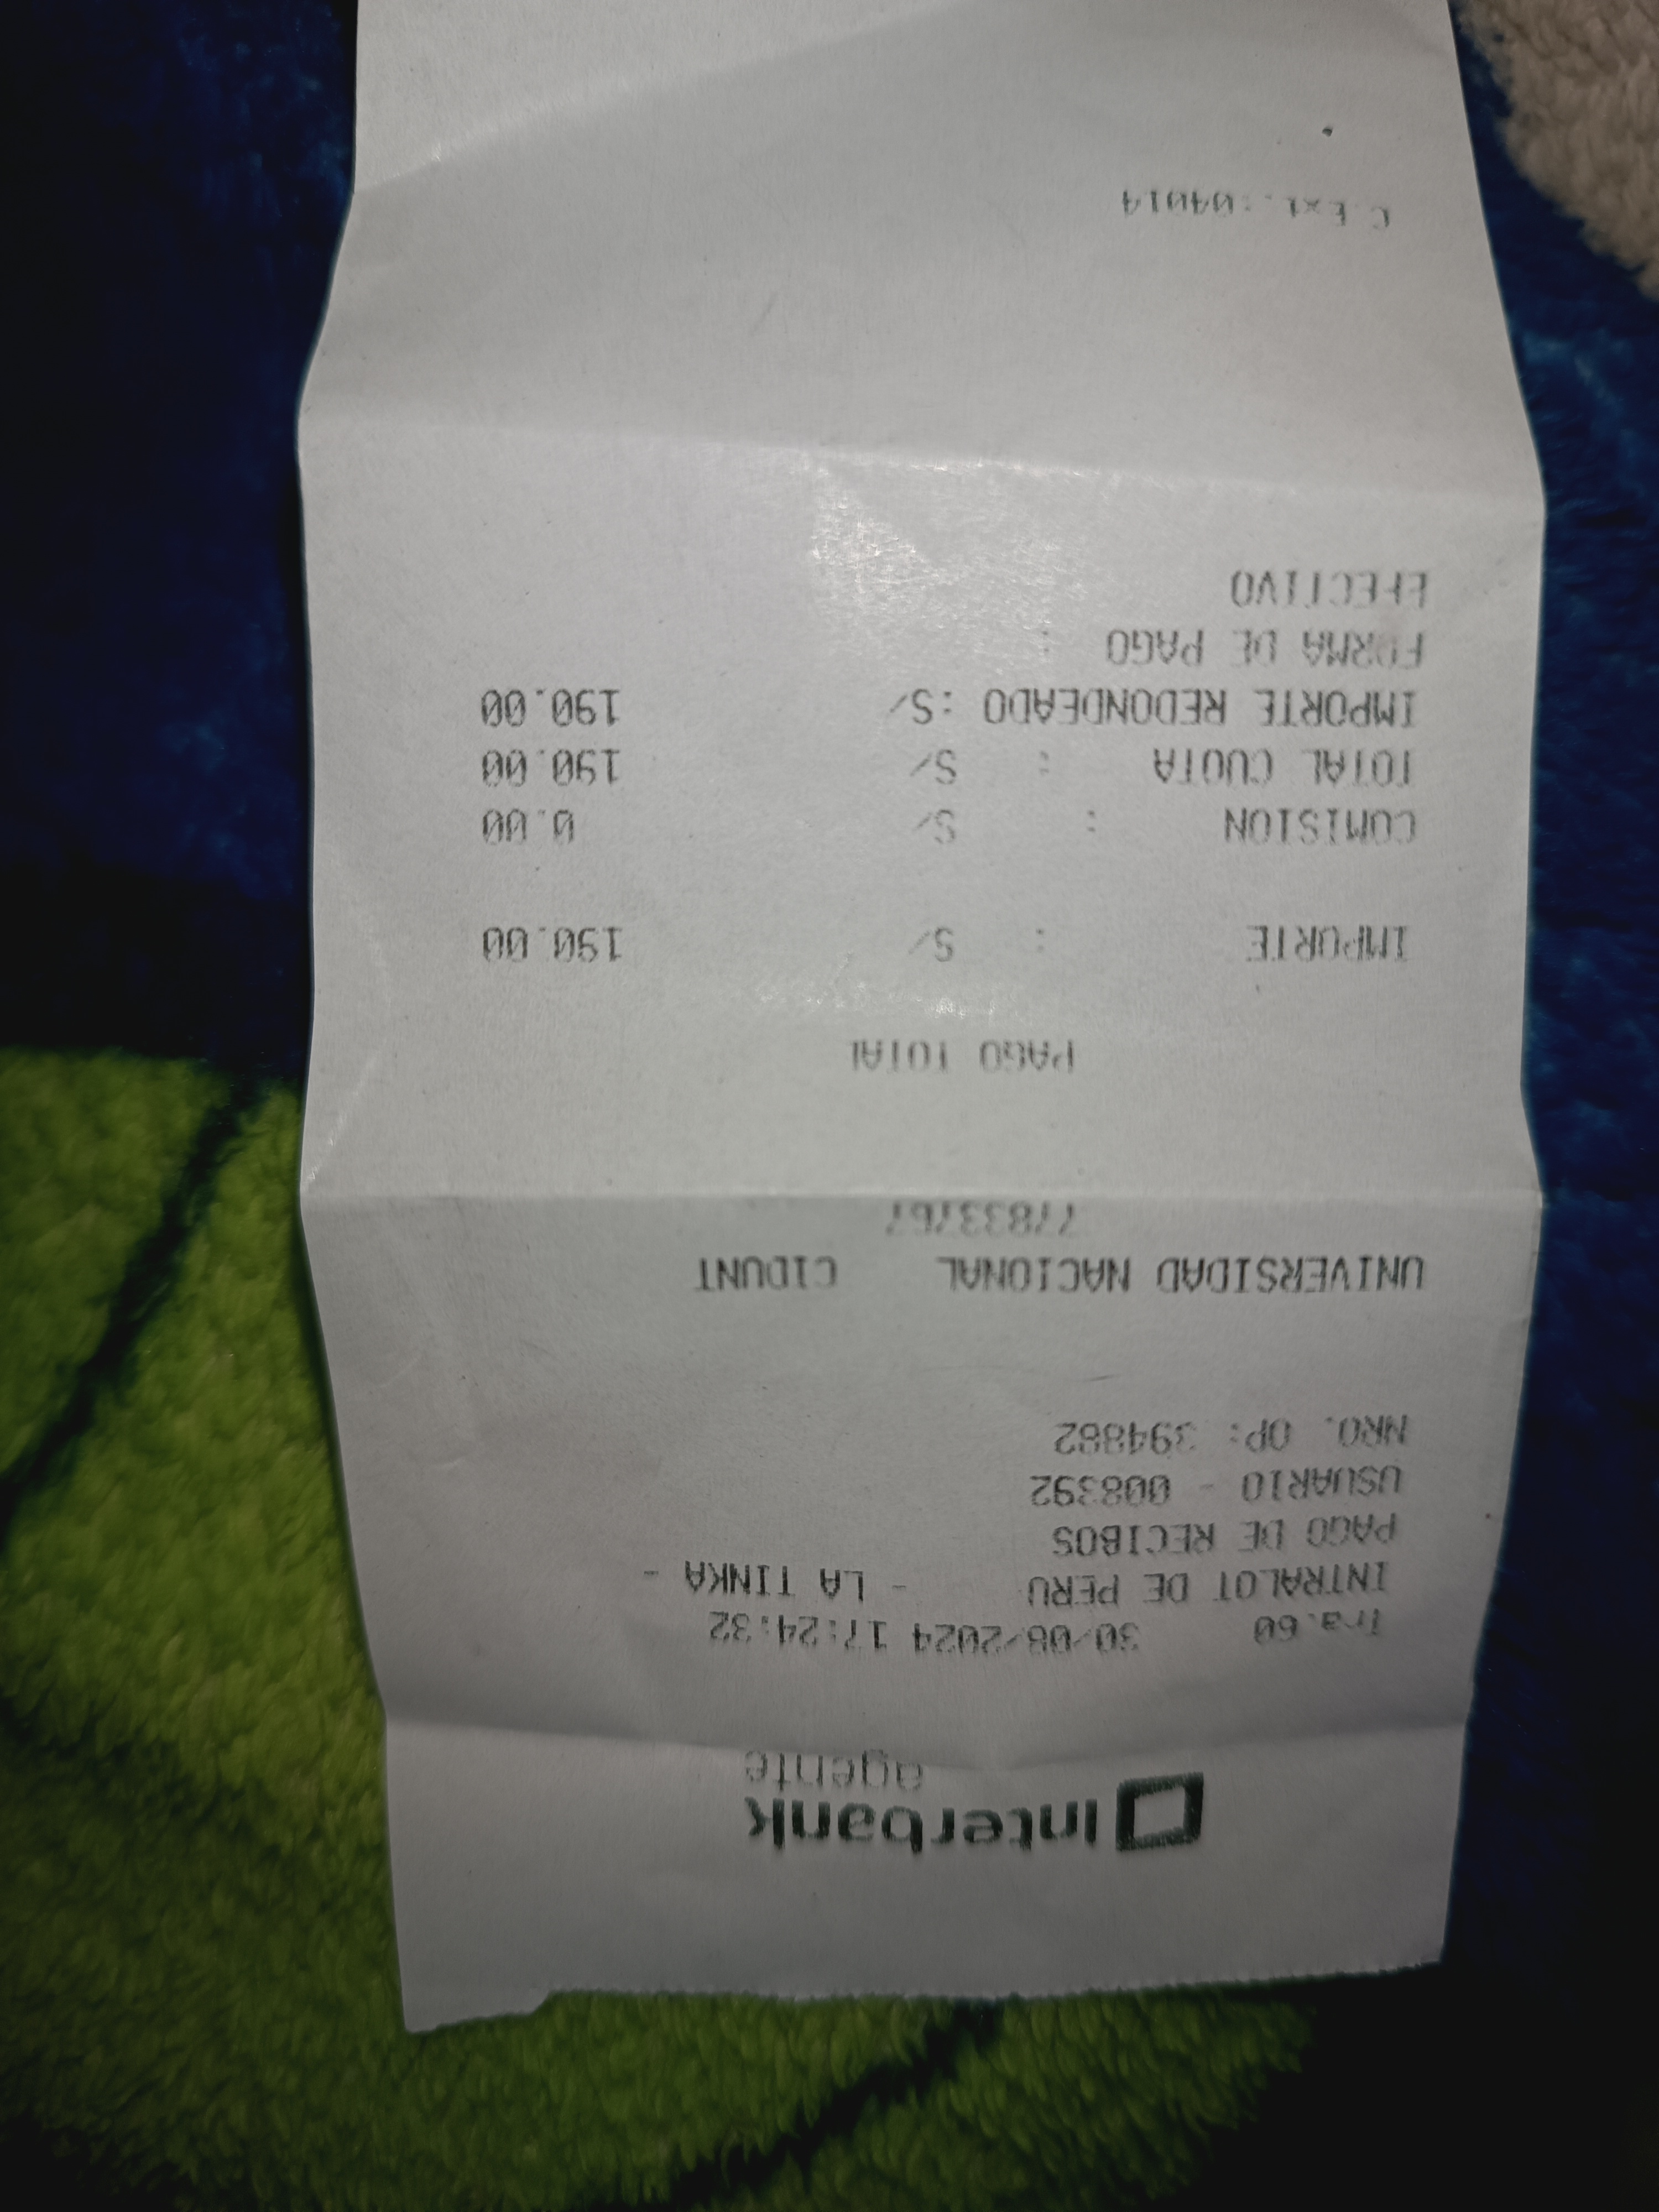 Interbank
agente
Tra.60 30/08/2024 17:24:32
INTRALOT DE PERU - LA TINKA -
PAGO DE RECIBOS
USUARIO - 008392
NRO. OP: 394862
UNIVERSIDAD NACIONAL CIDUNT
77833767
PAGO TOTAL
IMPORTE : S/ 190.00
COMISION : S/ 0.00
TOTAL CUOTA : S/ 190.00
IMPORTE REDONDEADO :S/ 190.00
FORMA DE PAGO :
EFECTIVO
C.Ext.:04014